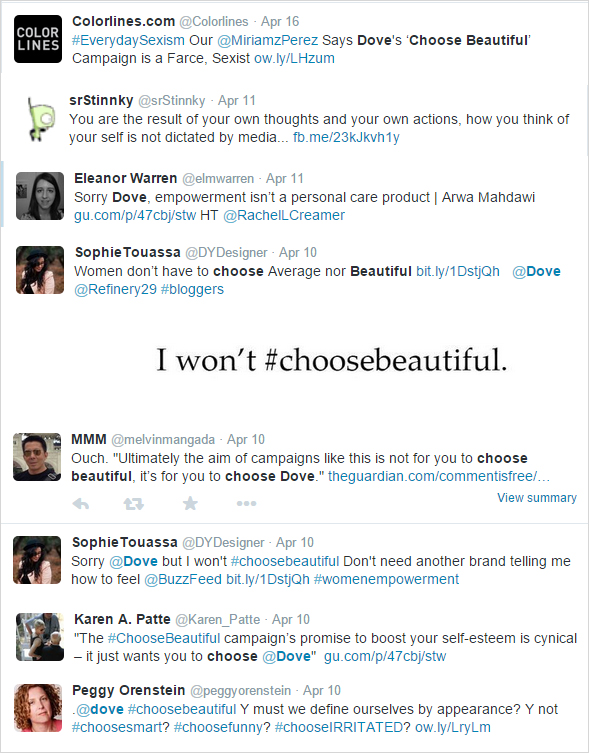 COLOR
LINES
Colorlines.com @Colorlines · Apr 16
#EverydaySexism Our @MiriamzPerez Says Dove's 'Choose Beautiful'
Campaign is a Farce, Sexist ow.ly/LHzum
srStinnky @srStinnky · Apr 11
You are the result of your own thoughts and your own actions, how you think of
your self is not dictated by media... fb.me/23kJkvh1y
Eleanor Warren @elmwarren · Apr 11
Sorry Dove, empowerment isn't a personal care product | Arwa Mahdawi
gu.com/p/47cbj/stw HT @RachelLCreamer
SophieTouassa @DYDesigner · Apr 10
Women don't have to choose Average nor Beautiful bit.ly/1DstjQh @Dove
@Refinery29 #bloggers
I won't #choosebeautiful.
MMM @melvinmangada · Apr 10
Ouch. "Ultimately the aim of campaigns like this is not for you to choose
beautiful, it's for you to choose Dove." theguardian.com/commentisfree/…
View summary
SophieTouassa @DYDesigner · Apr 10
Sorry @Dove but I won't #choosebeautiful Don't need another brand telling me
how to feel @BuzzFeed bit.ly/1DstjQh #womenempowerment
Karen A. Patte @Karen_Patte · Apr 10
"The #ChooseBeautiful campaign's promise to boost your self-esteem is cynical
– it just wants you to choose @Dove" gu.com/p/47cbj/stw
Peggy Orenstein @peggyorenstein · Apr 10
.@dove #choosebeautiful Y must we define ourselves by appearance? Y not
#choosesmart? #choosefunny? #chooseIRRITATED? ow.ly/LryLm